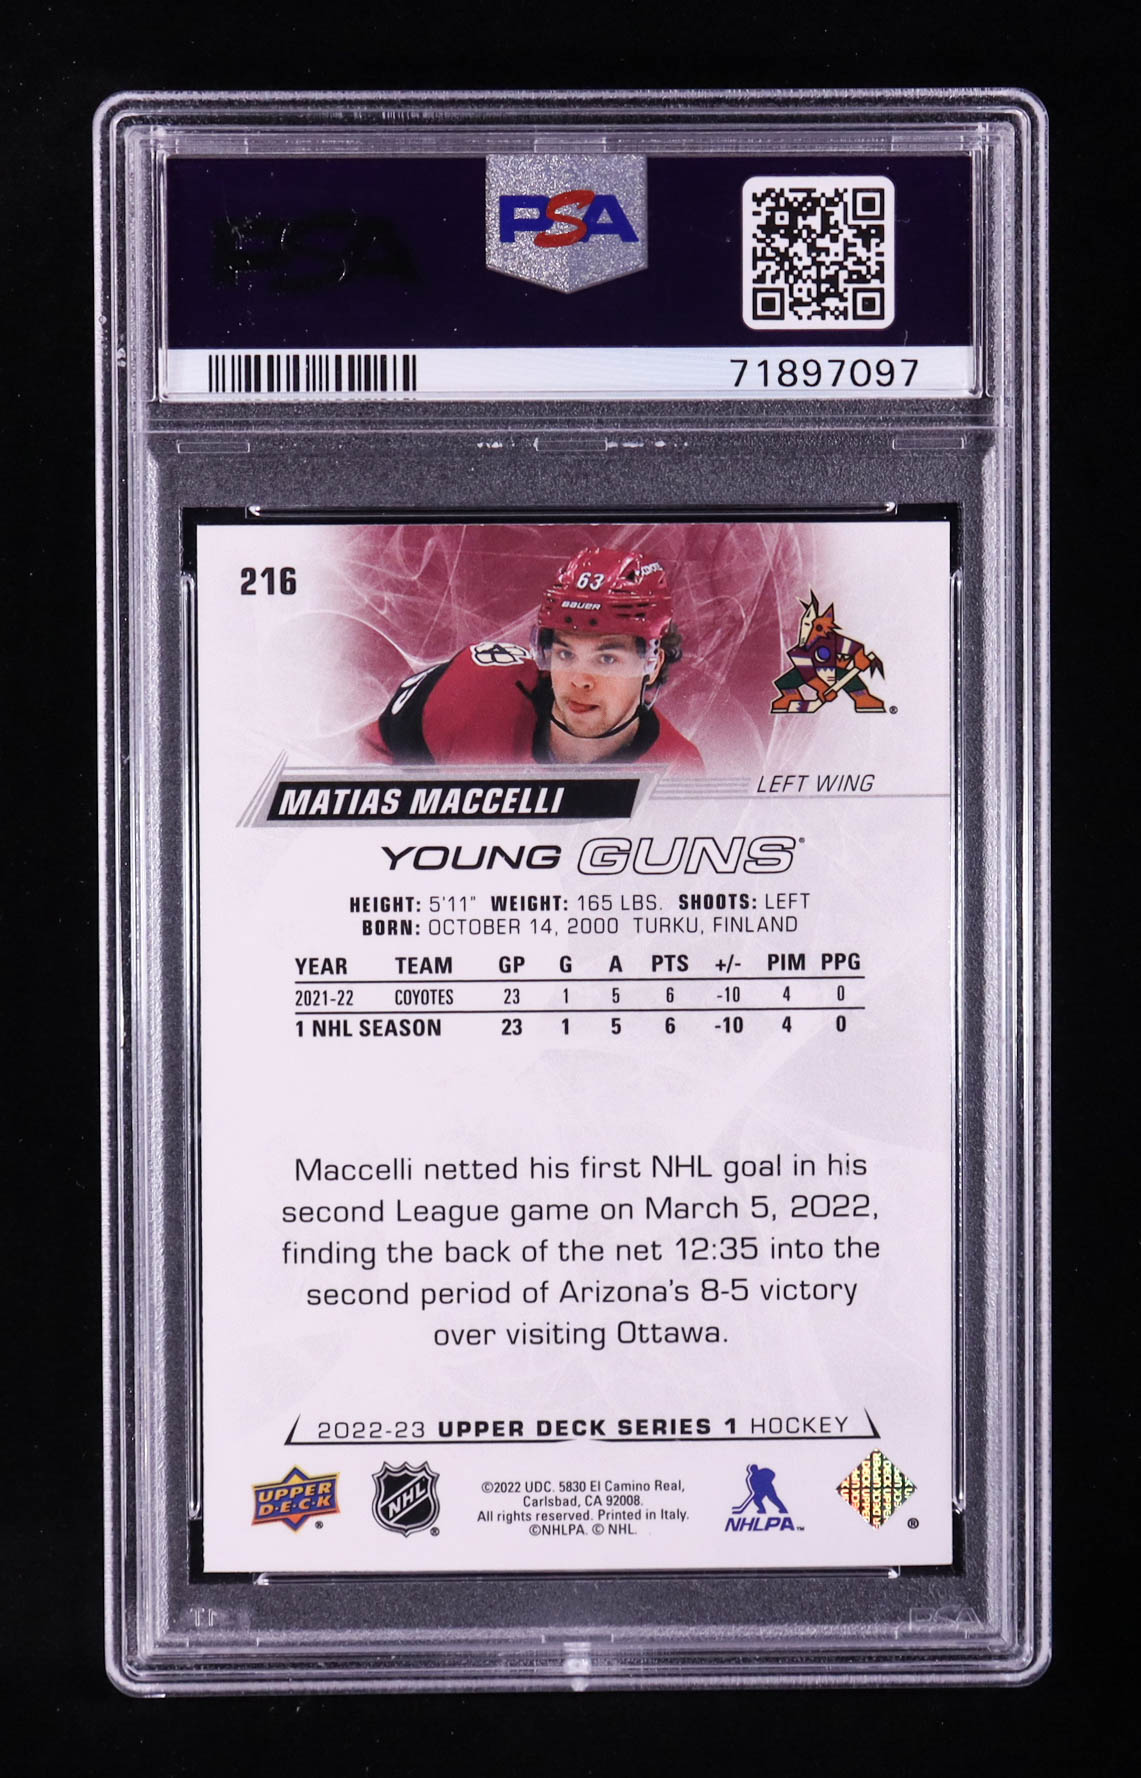 PSA
PSA
71897097
216
63
BAUER
MATIAS MACCELLI
LEFT WING
YOUNG GUNS®
HEIGHT: 5'11" WEIGHT: 165 LBS. SHOOTS: LEFT
BORN: OCTOBER 14, 2000 TURKU, FINLAND
YEAR TEAM GP G A PTS +/- PIM PPG
2021-22 COYOTES 23 1 5 6 -10 4 0
1 NHL SEASON 23 1 5 6 -10 4 0
Maccelli netted his first NHL goal in his
second League game on March 5, 2022,
finding the back of the net 12:35 into the
second period of Arizona's 8-5 victory
over visiting Ottawa.
2022-23 UPPER DECK SERIES 1 HOCKEY
UPPER
D·E·C·K
®
NHL
®
©2022 UDC. 5830 El Camino Real,
Carlsbad, CA 92008.
All rights reserved. Printed in Italy.
©NHLPA. © NHL.
NHLPA™
®
PSA